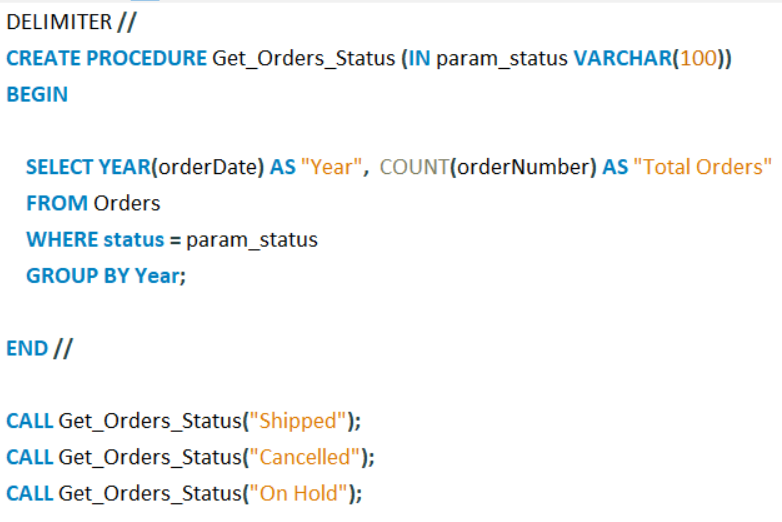 DELIMITER //
CREATE PROCEDURE Get_Orders_Status (IN param_status VARCHAR(100))
BEGIN
SELECT YEAR(orderDate) AS "Year", COUNT(orderNumber) AS "Total Orders"
FROM Orders
WHERE status = param_status
GROUP BY Year;
END //
CALL Get_Orders_Status("Shipped");
CALL Get_Orders_Status("Cancelled");
CALL Get_Orders_Status("On Hold");